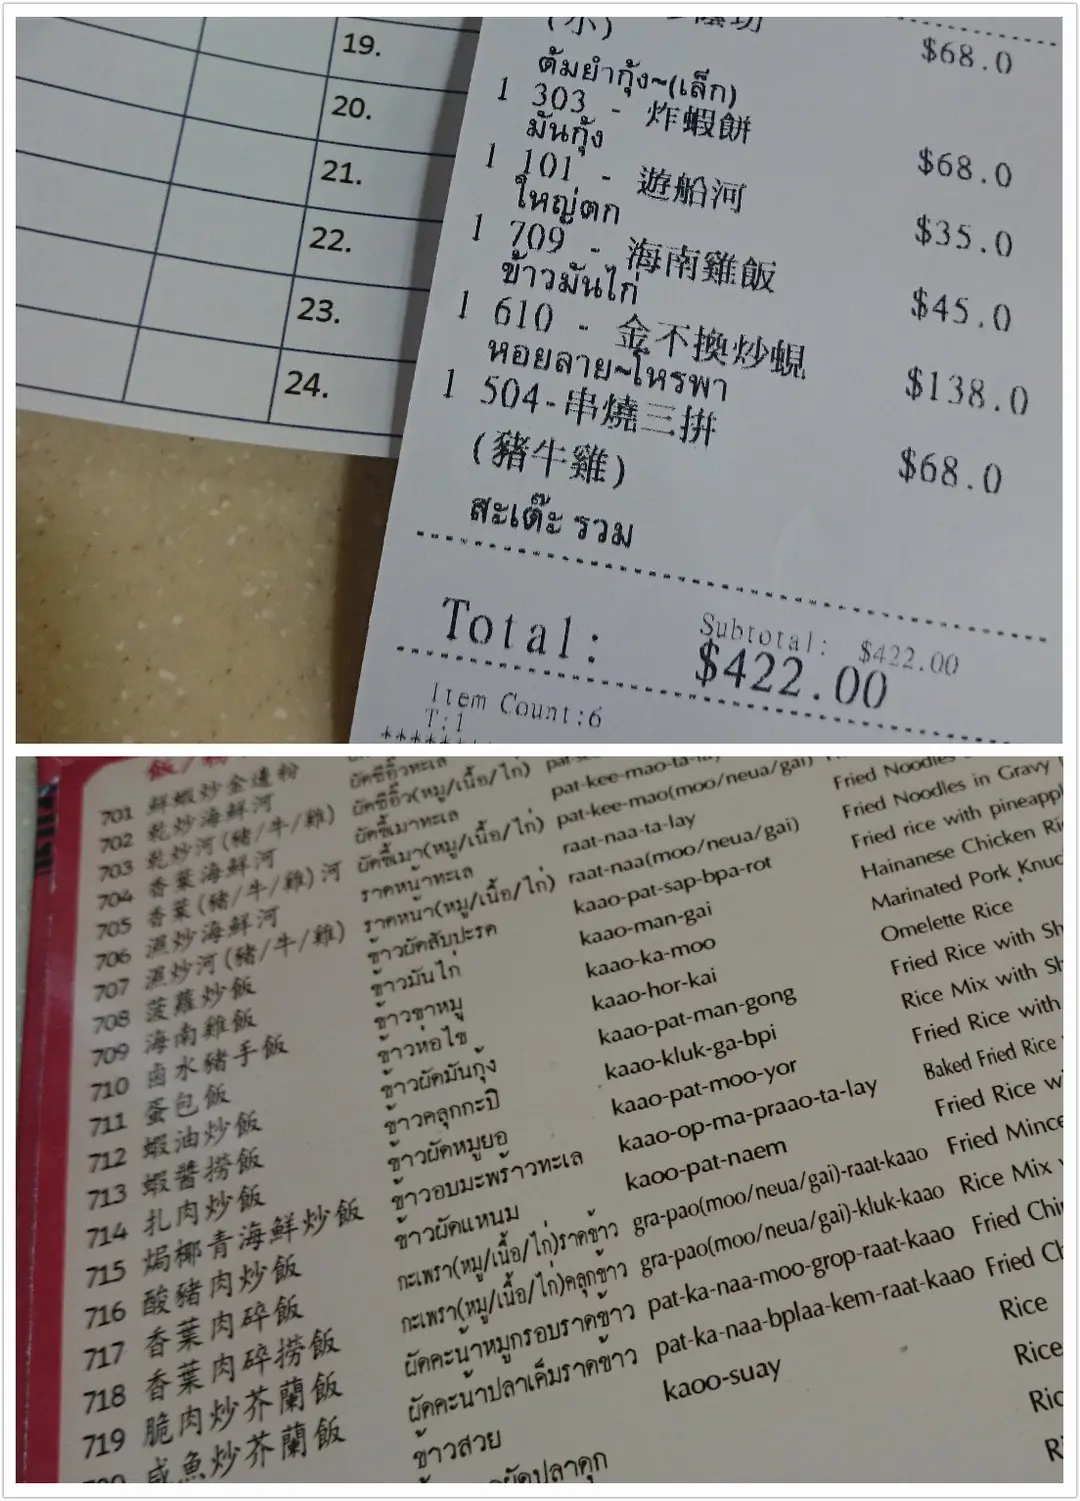 19.
20.
21.
22.
23.
24.
(小) $68.0
ต้มยำกุ้ง~(เล็ก)
1 303 - 炸蝦餅 $68.0
มันกุ้ง
1 101 - 遊船河 $35.0
ใหญ่ตก
1 709 - 海南雞飯 $45.0
ข้าวมันไก่
1 610 - 金不換炒蜆 $138.0
หอยลาย~โหรพา
1 504-串燒三拼 $68.0
(豬牛雞)
สะเต๊ะ รวม
Subtotal: $422.00
Total: $422.00
Item Count:6
T:1
701 鮮蝦炒金邊粉
702 乾炒海鮮河 ผัดซีอิ๊วทะเล
703 乾炒河(豬/牛/雞) ผัดซีอิ๊ว(หมู/เนื้อ/ไก่)
704 香葉海鮮河 ผัดขี้เมาทะเล pat-kee-mao-ta-lay
705 香葉(豬/牛/雞)河 ผัดขี้เมา(หมู/เนื้อ/ไก่) pat-kee-mao(moo/neua/gai) Fried Noodles
706 濕炒海鮮河 ราดหน้าทะเล raat-naa-ta-lay Fried Noodles in Gravy
707 濕炒河(豬/牛/雞) ราดหน้า(หมู/เนื้อ/ไก่) raat-naa(moo/neua/gai)
708 菠蘿炒飯 ข้าวผัดสับปะรด kaao-pat-sap-bpa-rot Fried rice with
709 海南雞飯 ข้าวมันไก่ kaao-man-gai Hainanese Chicken
710 鹵水豬手飯 ข้าวขาหมู kaao-ka-moo Marinated Pork
711 蛋包飯 ข้าวห่อไข่ kaao-hor-kai Omelette Rice
712 蝦油炒飯 ข้าวผัดมันกุ้ง kaao-pat-man-gong Fried Rice with
713 蝦醬撈飯 ข้าวคลุกกะปิ kaao-kluk-ga-bpi Rice Mix with
714 扎肉炒飯 ข้าวผัดหมูยอ kaao-pat-moo-yor Fried Rice with
715 焗椰青海鮮炒飯 ข้าวอบมะพร้าวทะเล kaao-op-ma-praao-ta-lay Baked Fried Rice
716 酸豬肉炒飯 ข้าวผัดแหนม kaoo-pat-naem Fried Rice
717 香葉肉碎飯 กะเพรา(หมู/เนื้อ/ไก่)ราดข้าว gra-pao(moo/neua/gai)-raat-kaao Fried
718 香葉肉碎撈飯 กะเพรา(หมู/เนื้อ/ไก่)คลุกข้าว gra-pao(moo/neua/gai)-kluk-kaao Rice Mix
719 脆肉炒芥蘭飯 ผัดคะน้าหมูกรอบราดข้าว pat-ka-naa-moo-grop-raat-kaao Fried
咸魚炒芥蘭飯 ผัดคะน้าปลาเค็มราดข้าว pat-ka-naa-bplaa-kem-raat-kaao Fried
ข้าวสวย kaoo-suay Rice
Rice